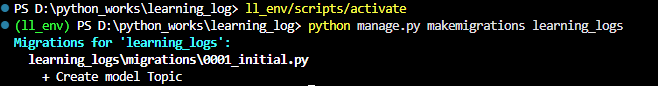 PS D:\python_works\learning_log> ll_env/scripts/activate
(ll_env) PS D:\python_works\learning_log> python manage.py makemigrations learning_logs
Migrations for 'learning_logs':
  learning_logs\migrations\0001_initial.py
    + Create model Topic